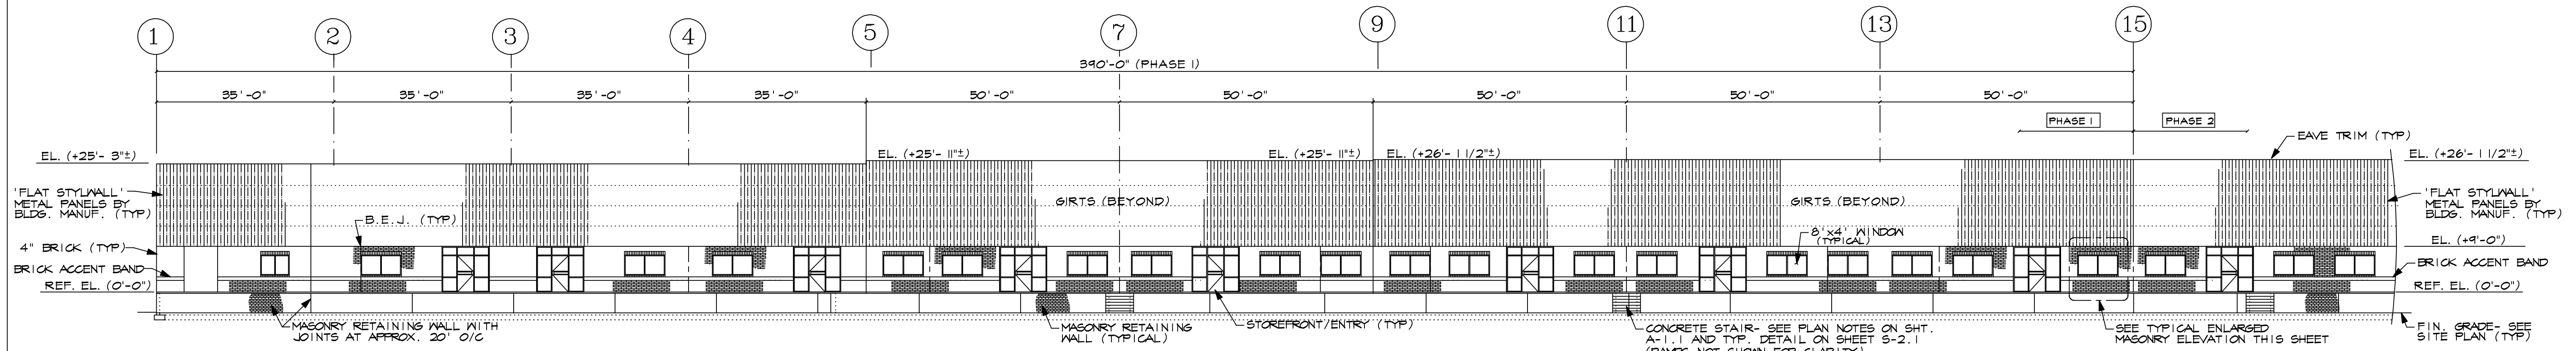 1 2 3 4 5 7 9 11 13 15
390'-0" (PHASE 1)
35'-0" 35'-0" 35'-0" 35'-0" 50'-0" 50'-0" 50'-0" 50'-0" 50'-0"
PHASE 1 PHASE 2
EAVE TRIM (TYP)
EL. (+25'- 3"±) EL. (+25'- 11"±) EL. (+25'- 11"±) EL. (+26'- 1 1/2"±) EL. (+26'- 1 1/2"±)
'FLAT STYLWALL'
METAL PANELS BY
BLDG. MANUF. (TYP)
B.E.J. (TYP)
GIRTS (BEYOND)
GIRTS (BEYOND)
'FLAT STYLWALL'
METAL PANELS BY
BLDG. MANUF. (TYP)
4" BRICK (TYP)
8'x4' WINDOW
(TYPICAL)
EL. (+9'-0")
BRICK ACCENT BAND
BRICK ACCENT BAND
REF. EL. (0'-0")
REF. EL. (0'-0")
MASONRY RETAINING WALL WITH
JOINTS AT APPROX. 20' O/C
MASONRY RETAINING
WALL (TYPICAL)
STOREFRONT/ENTRY (TYP)
CONCRETE STAIR- SEE PLAN NOTES ON SHT.
A-1.1 AND TYP. DETAIL ON SHEET S-2.1
(RAMPS NOT SHOWN FOR CLARITY)
SEE TYPICAL ENLARGED
MASONRY ELEVATION THIS SHEET
FIN. GRADE- SEE
SITE PLAN (TYP)